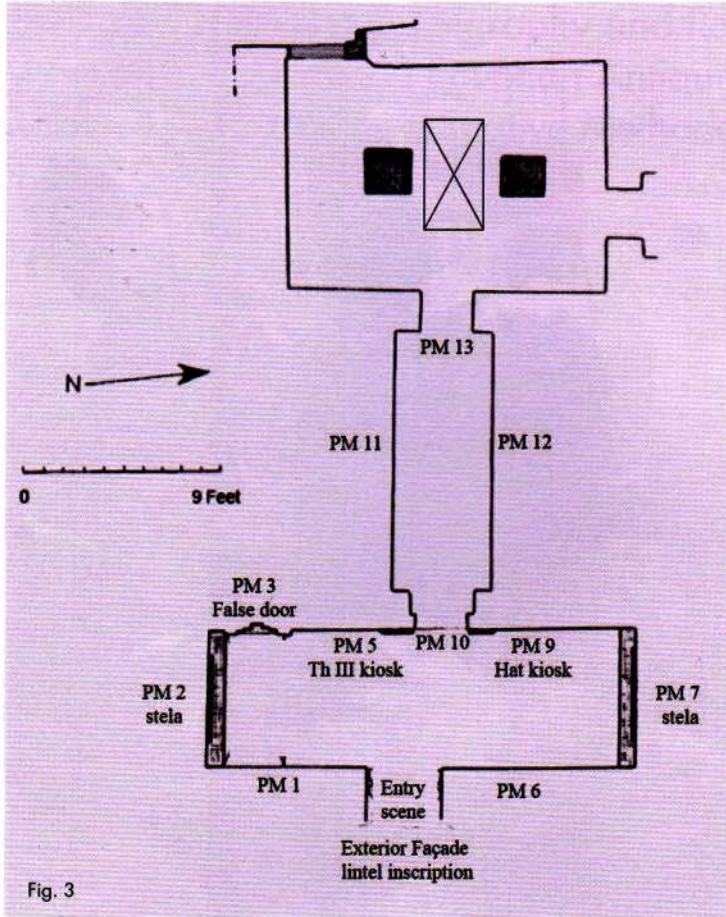 PM 13
N
PM 11
PM 12
0
9 Feet
PM 3
False door
PM 5
Th III kiosk
PM 10
PM 9
Hat kiosk
PM 2
stela
PM 7
stela
PM 1
Entry
scene
PM 6
Exterior Façade
lintel inscription
Fig. 3